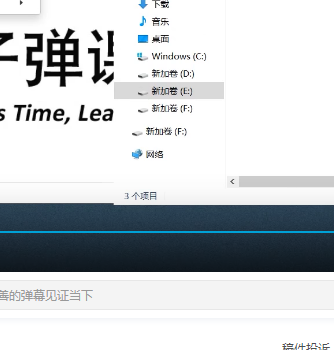 下载
音乐
桌面
Windows (C:)
新加卷 (D:)
新加卷 (E:)
新加卷 (F:)
新加卷 (F:)
网络
3 个项目
子弹课
s Time, Lea
善的弹幕见证当下
稿件投诉